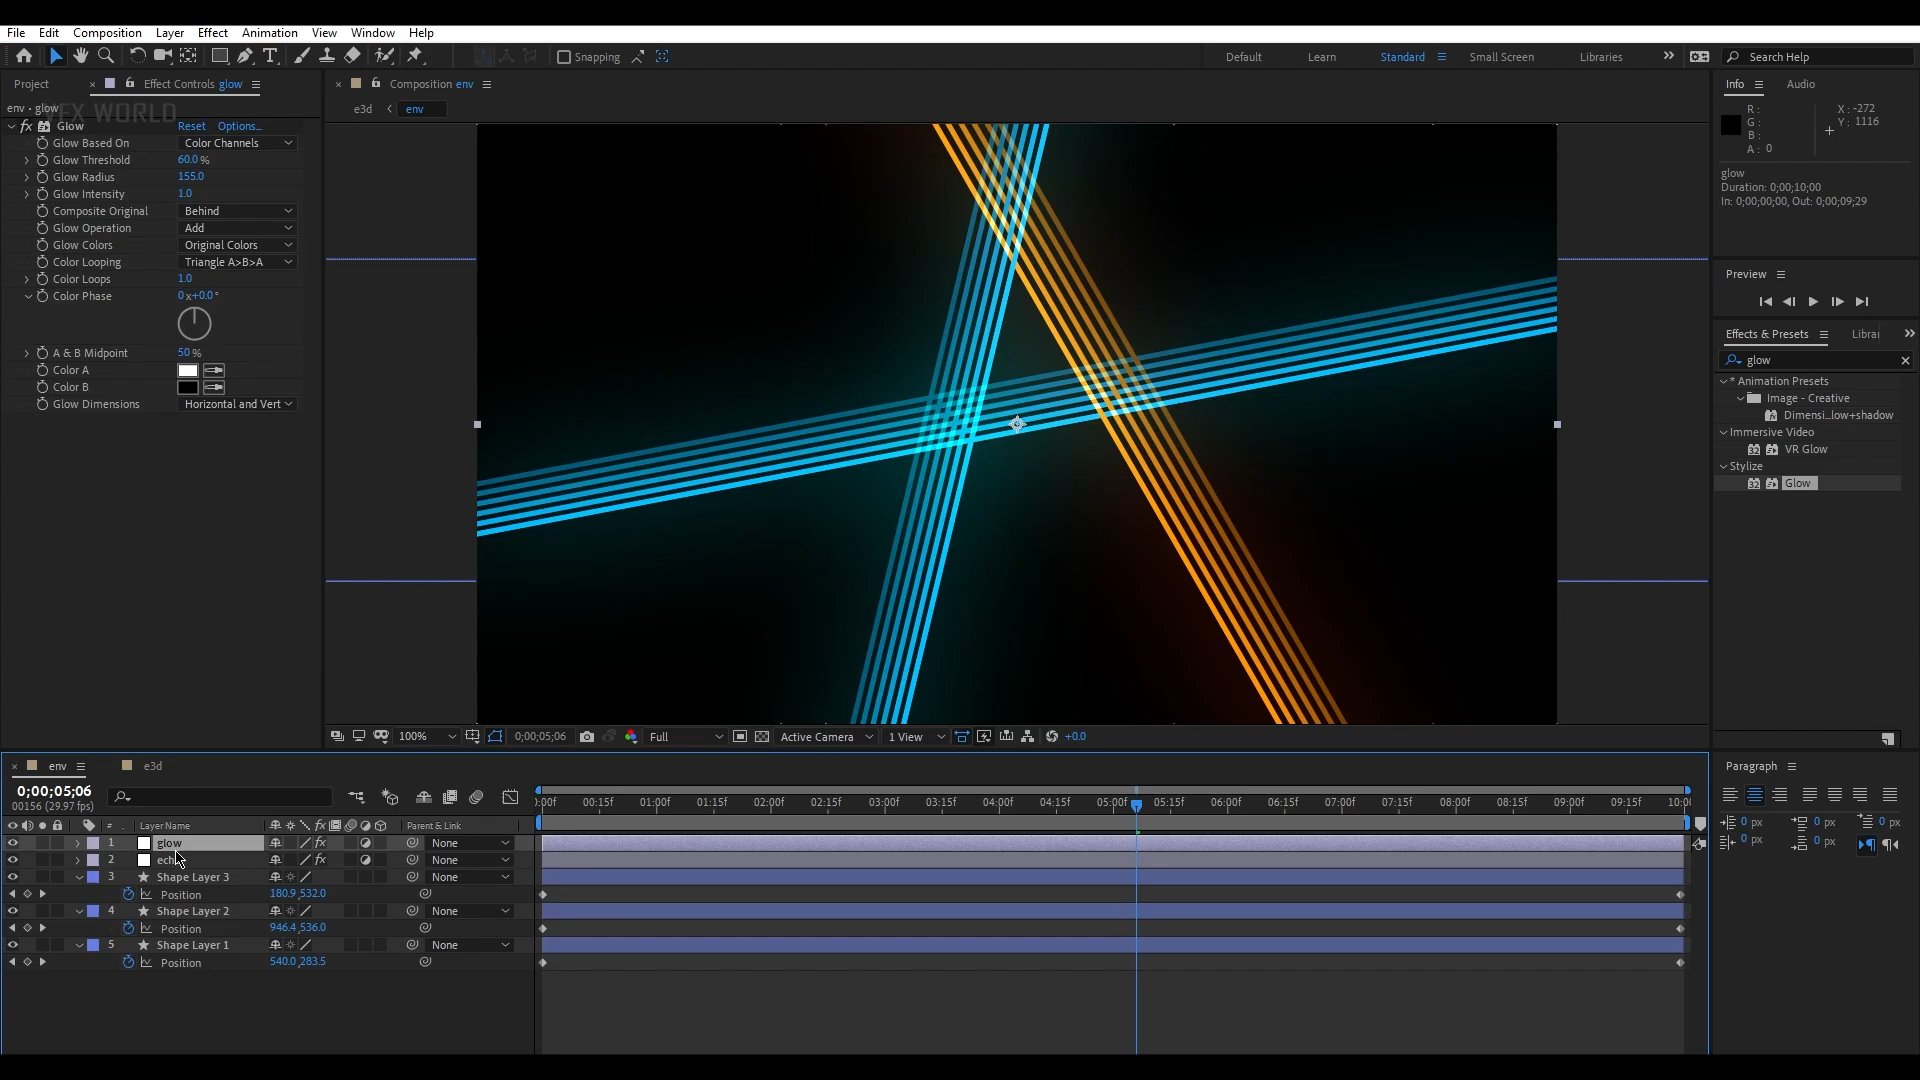 File Edit Composition Layer Effect Animation View Window Help
Snapping Default Learn Standard Small Screen Libraries Search Help
Project Effect Controls glow
env • glow
VFX WORLD
fx Glow Reset Options...
Glow Based On Color Channels
Glow Threshold 60.0 %
Glow Radius 155.0
Glow Intensity 1.0
Composite Original Behind
Glow Operation Add
Glow Colors Original Colors
Color Looping Triangle A>B>A
Color Loops 1.0
Color Phase 0x+0.0°
A & B Midpoint 50 %
Color A
Color B
Glow Dimensions Horizontal and Vert
Composition env
e3d < env
100% 0;00;05;06 Full Active Camera 1 View +0.0
Info Audio
R : X : -272
G : Y : 1116
B :
A : 0
glow
Duration: 0;00;10;00
In: 0;00;00;00, Out: 0;00;09;29
Preview
Effects & Presets Librar
glow
* Animation Presets
Image - Creative
Dimensi...low+shadow
Immersive Video
32 VR Glow
Stylize
32 Glow
env e3d
0;00;05;06
00156 (29.97 fps)
# Layer Name fx Parent & Link
1 glow fx None
2 ech fx None
3 Shape Layer 3 None
Position 180.9,532.0
4 Shape Layer 2 None
Position 946.4,536.0
5 Shape Layer 1 None
Position 540.0,283.5
:00f 00:15f 01:00f 01:15f 02:00f 02:15f 03:00f 03:15f 04:00f 04:15f 05:00f 05:15f 06:00f 06:15f 07:00f 07:15f 08:00f 08:15f 09:00f 09:15f 10:0
Paragraph
0 px 0 px 0 px
0 px 0 px